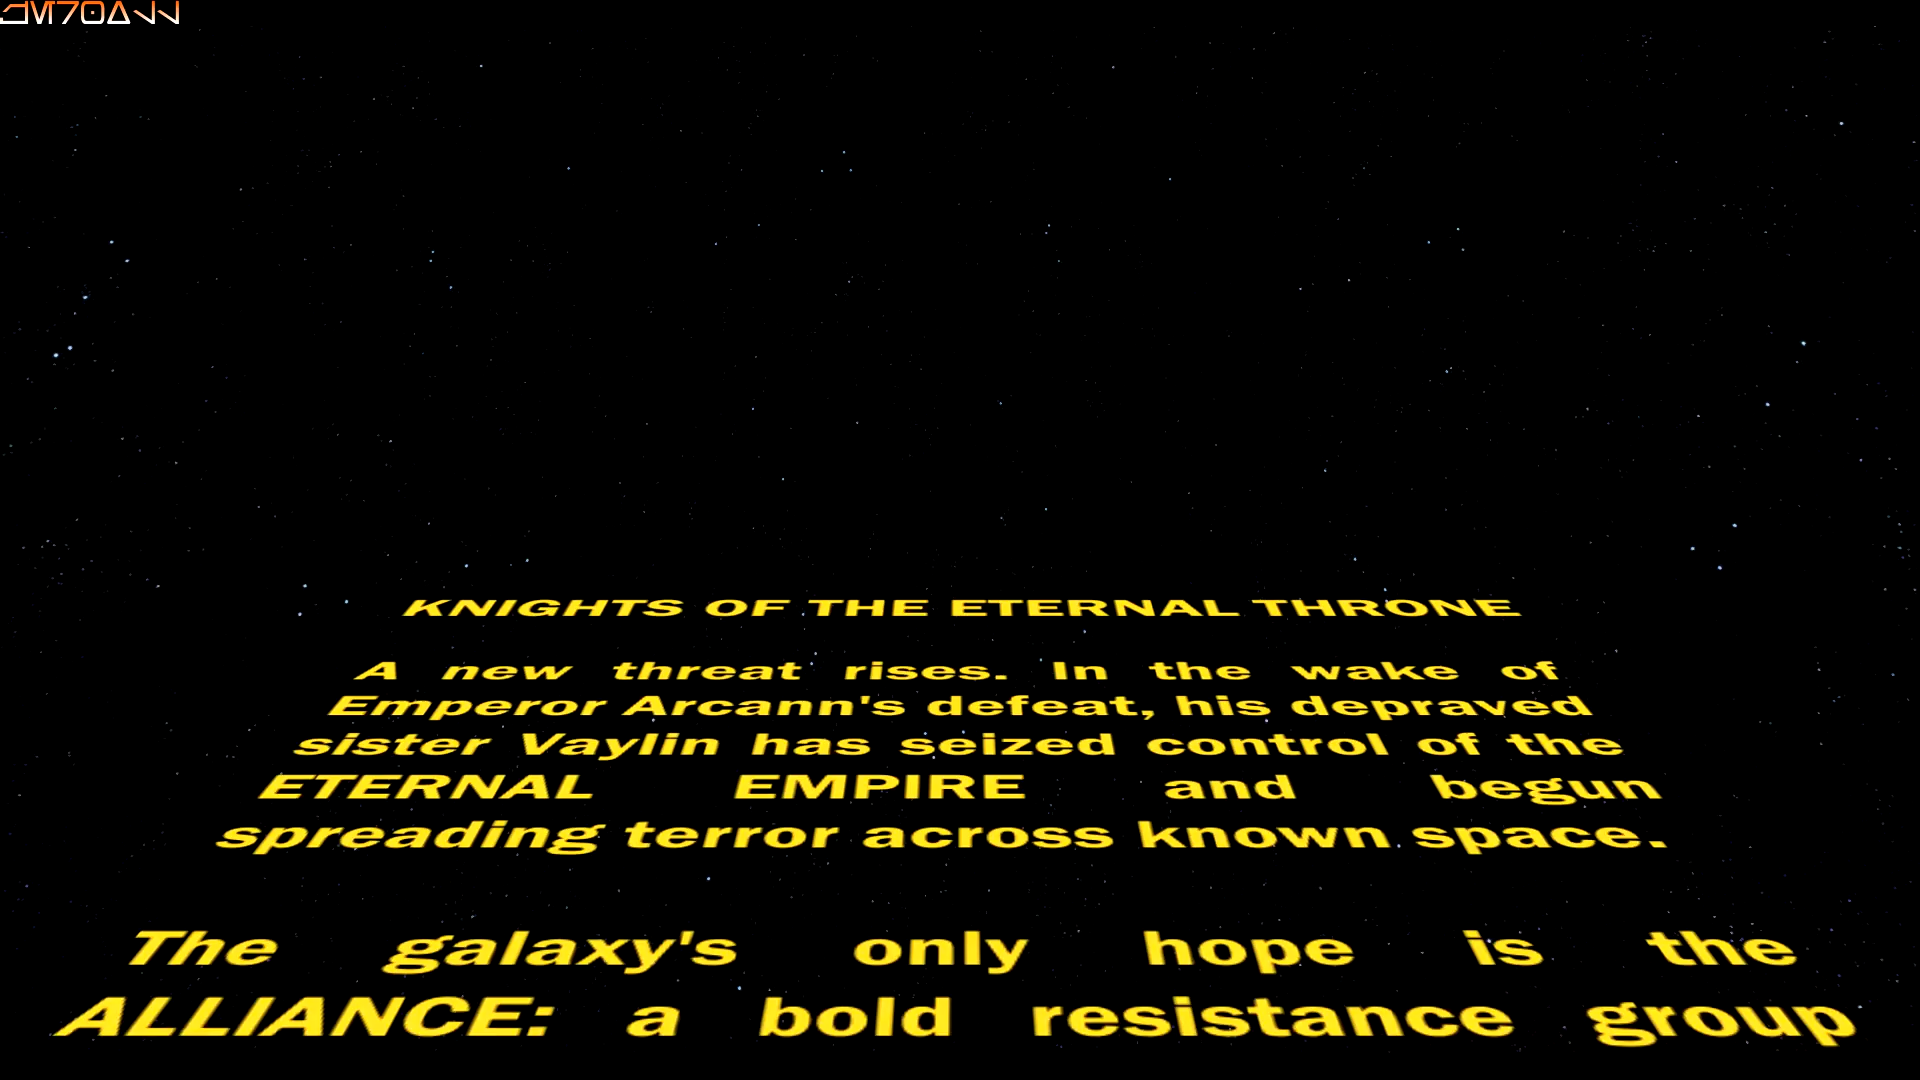 KNIGHTS OF THE ETERNAL THRONE
A new threat rises. In the wake of
Emperor Arcann's defeat, his depraved
sister Vaylin has seized control of the
ETERNAL EMPIRE and begun
spreading terror across known space.
The galaxy's only hope is the
ALLIANCE: a bold resistance group